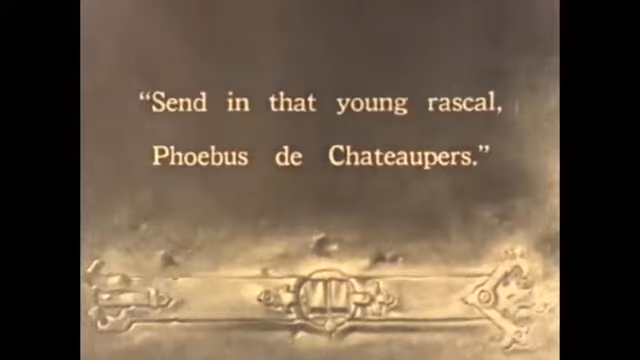 “Send in that young rascal,
Phoebus de Chateaupers.”